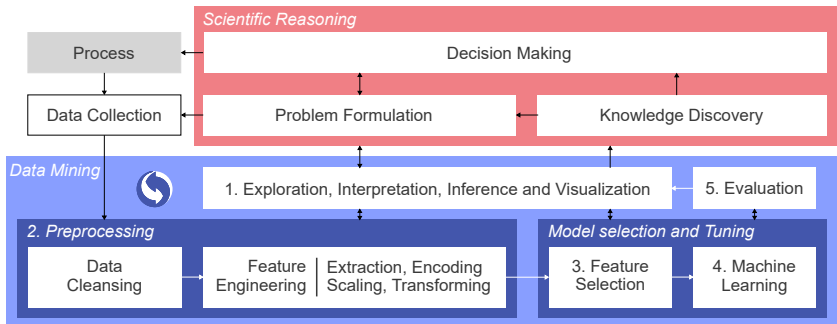 Scientific Reasoning
Process
Decision Making
Data Collection
Problem Formulation
Knowledge Discovery
Data Mining
1. Exploration, Interpretation, Inference and Visualization
5. Evaluation
2. Preprocessing
Model selection and Tuning
Data
Cleansing
Feature
Engineering
Extraction, Encoding
Scaling, Transforming
3. Feature
Selection
4. Machine
Learning